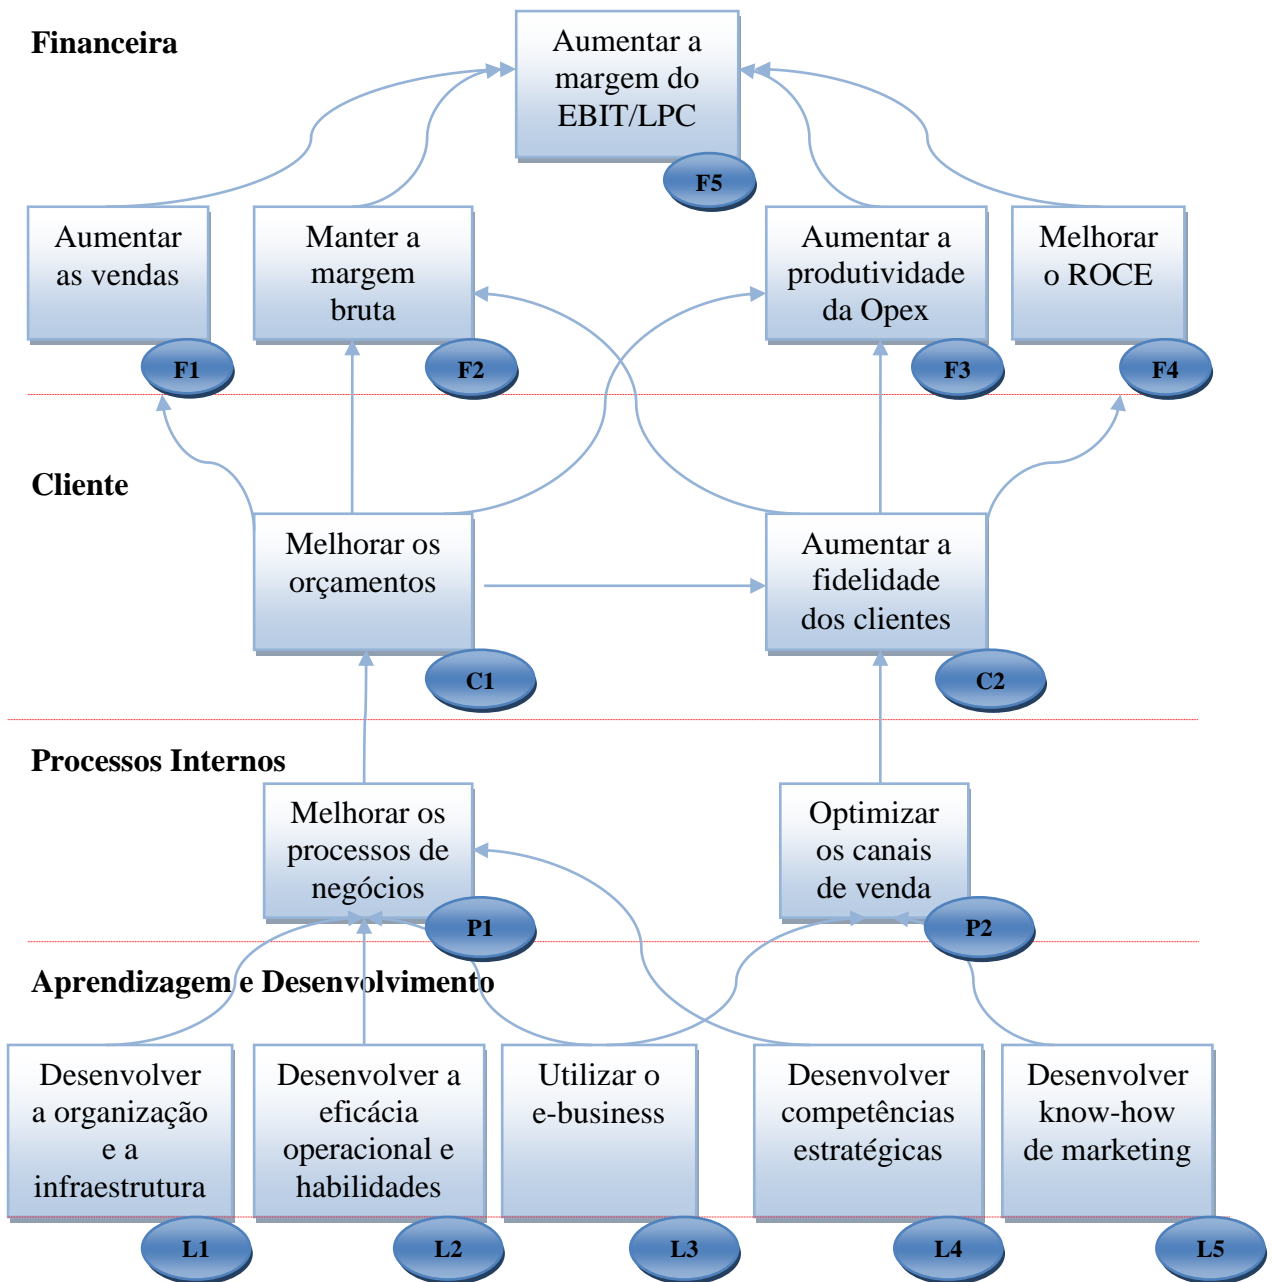 Financeira
Aumentar a
margem do
EBIT/LPC
F5
Aumentar
as vendas
F1
Manter a
margem
bruta
F2
Aumentar a
produtividade
da Opex
F3
Melhorar
o ROCE
F4
Cliente
Melhorar os
orçamentos
C1
Aumentar a
fidelidade
dos clientes
C2
Processos Internos
Melhorar os
processos de
negócios
P1
Optimizar
os canais
de venda
P2
Aprendizagem e Desenvolvimento
Desenvolver
a organização
e a
infraestrutura
L1
Desenvolver a
eficácia
operacional e
habilidades
L2
Utilizar o
e-business
L3
Desenvolver
competências
estratégicas
L4
Desenvolver
know-how
de marketing
L5